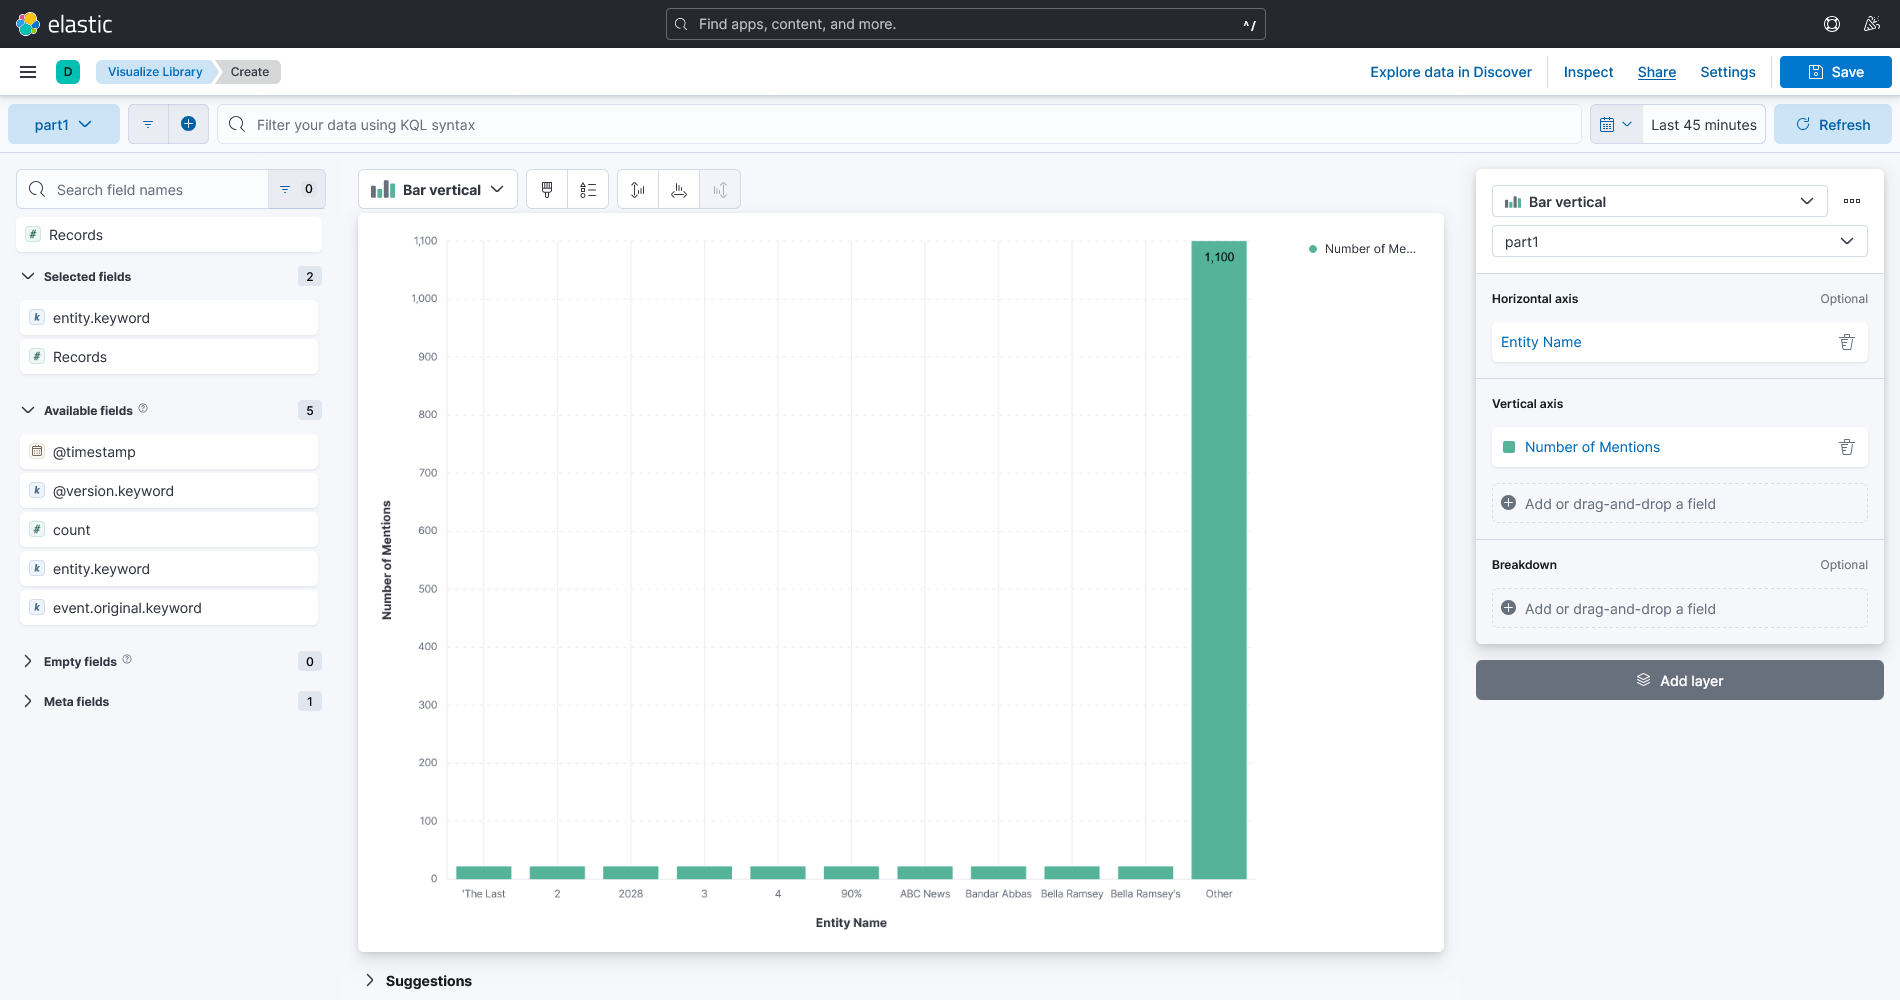 elastic
Find apps, content, and more.
^/
D
Visualize Library
Create
Explore data in Discover
Inspect
Share
Settings
Save
part1
Filter your data using KQL syntax
Last 45 minutes
Refresh
Search field names
0
# Records
Selected fields
2
k entity.keyword
# Records
Available fields
5
@timestamp
k @version.keyword
# count
k entity.keyword
k event.original.keyword
Empty fields
0
Meta fields
1
Bar vertical
1,100
1,000
900
800
700
600
500
400
300
200
100
0
Number of Mentions
1,100
'The Last
2
2028
3
4
90%
ABC News
Bandar Abbas
Bella Ramsey
Bella Ramsey's
Other
Entity Name
Number of Me...
Suggestions
Bar vertical
part1
Horizontal axis
Optional
Entity Name
Vertical axis
Number of Mentions
Add or drag-and-drop a field
Breakdown
Optional
Add or drag-and-drop a field
Add layer